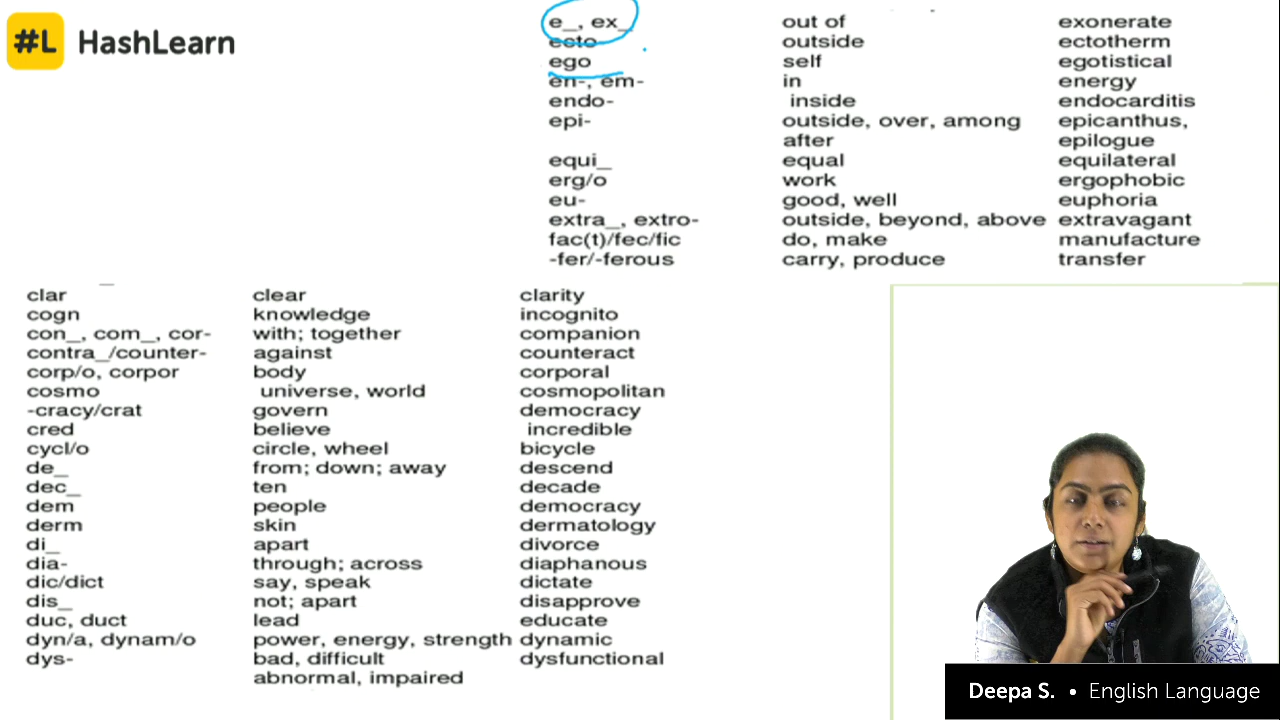 #L HashLearn
e_, ex_ out of exonerate
ecto outside ectotherm
ego self egotistical
en-, em- in energy
endo- inside endocarditis
epi- outside, over, among epicanthus,
after epilogue
equi_ equal equilateral
erg/o work ergophobic
eu- good, well euphoria
extra_, extro- outside, beyond, above extravagant
fac(t)/fec/fic do, make manufacture
-fer/-ferous carry, produce transfer
clar clear clarity
cogn knowledge incognito
con_, com_, cor- with; together companion
contra_/counter- against counteract
corp/o, corpor body corporal
cosmo universe, world cosmopolitan
-cracy/crat govern democracy
cred believe incredible
cycl/o circle, wheel bicycle
de_ from; down; away descend
dec_ ten decade
dem people democracy
derm skin dermatology
di_ apart divorce
dia- through; across diaphanous
dic/dict say, speak dictate
dis_ not; apart disapprove
duc, duct lead educate
dyn/a, dynam/o power, energy, strength dynamic
dys- bad, difficult dysfunctional
abnormal, impaired
Deepa S. • English Language